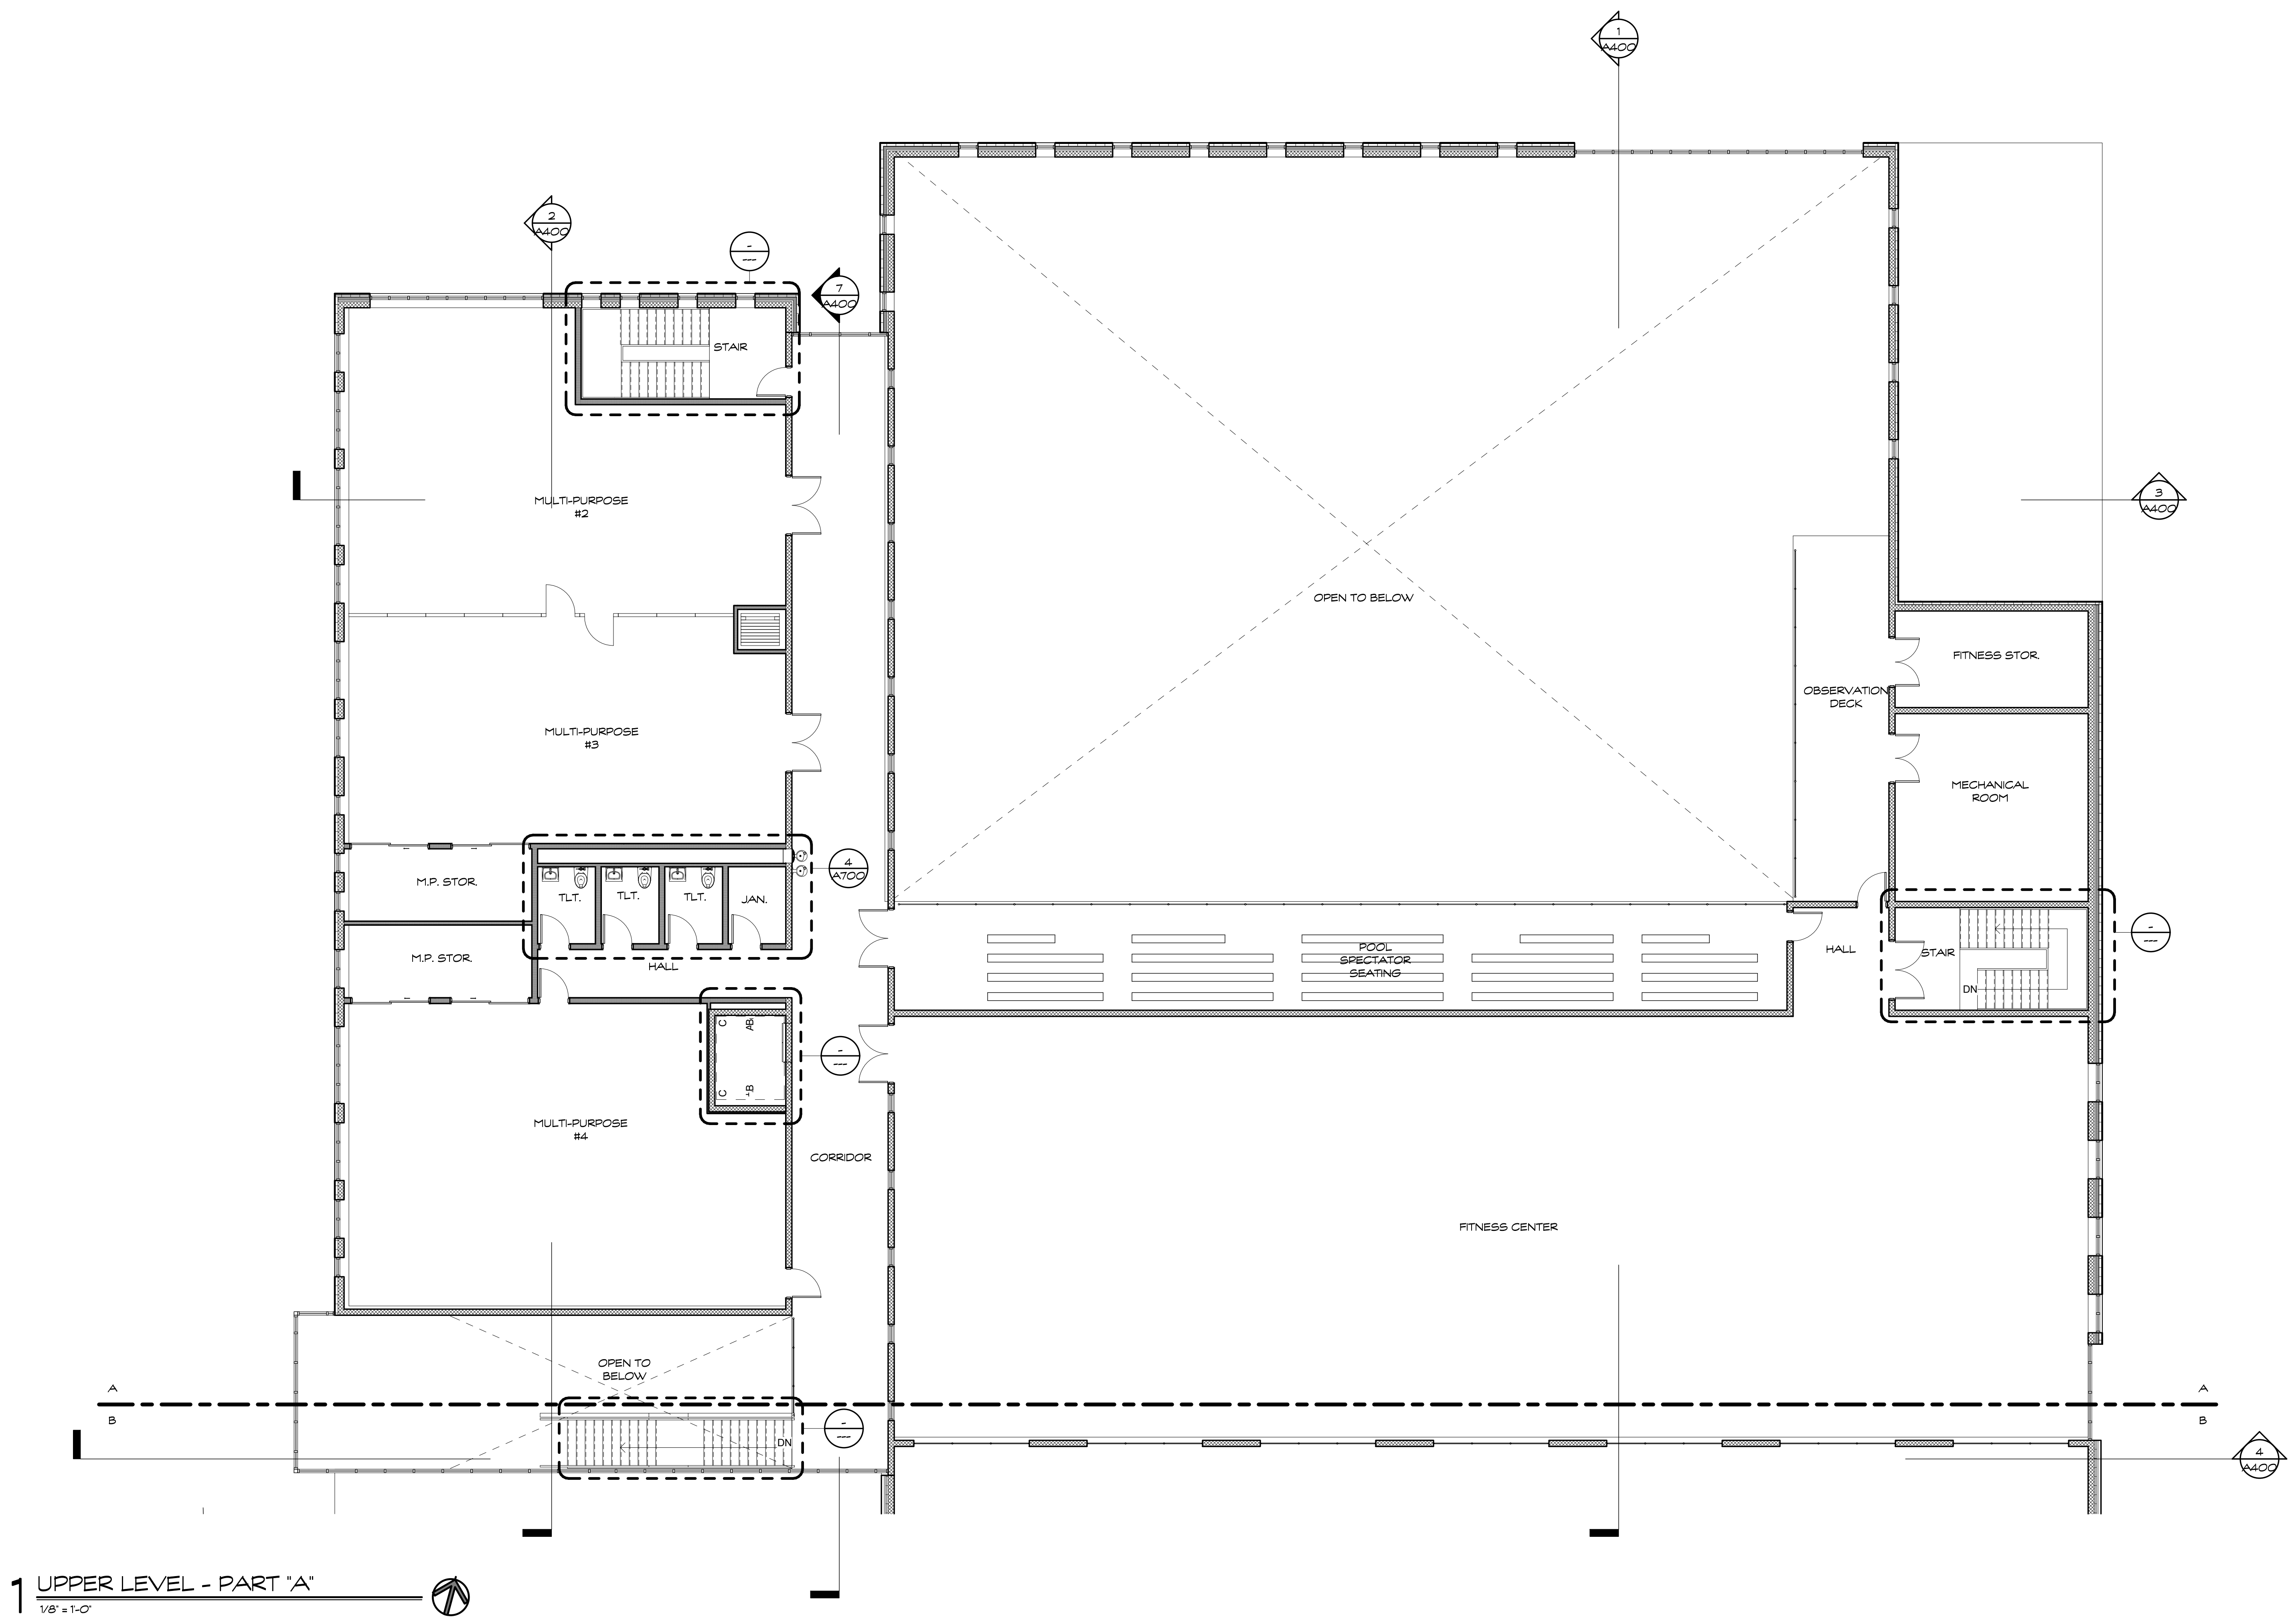 1
A400
2
A400
-
---
7
A400
STAIR
MULTI-PURPOSE
#2
3
A400
OPEN TO BELOW
FITNESS STOR.
OBSERVATION
DECK
MULTI-PURPOSE
#3
MECHANICAL
ROOM
4
A700
M.P. STOR.
TLT.
TLT.
TLT.
JAN.
M.P. STOR.
HALL
POOL
SPECTATOR
SEATING
HALL
STAIR
DN
-
---
C
AB
C
B
-
---
MULTI-PURPOSE
#4
CORRIDOR
FITNESS CENTER
OPEN TO
BELOW
A
B
A
B
DN
-
---
4
A400
1 UPPER LEVEL - PART "A"
1/8" = 1'-0"